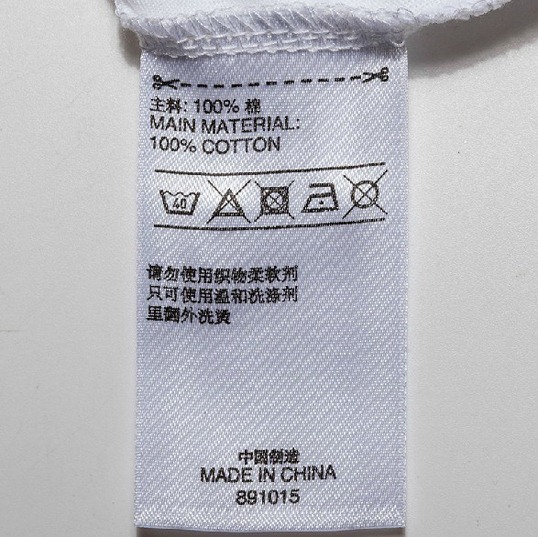 主料: 100% 棉
MAIN MATERIAL:
100% COTTON
40
请勿使用织物柔软剂
只可使用温和洗涤剂
里翻外洗烫
中国制造
MADE IN CHINA
891015